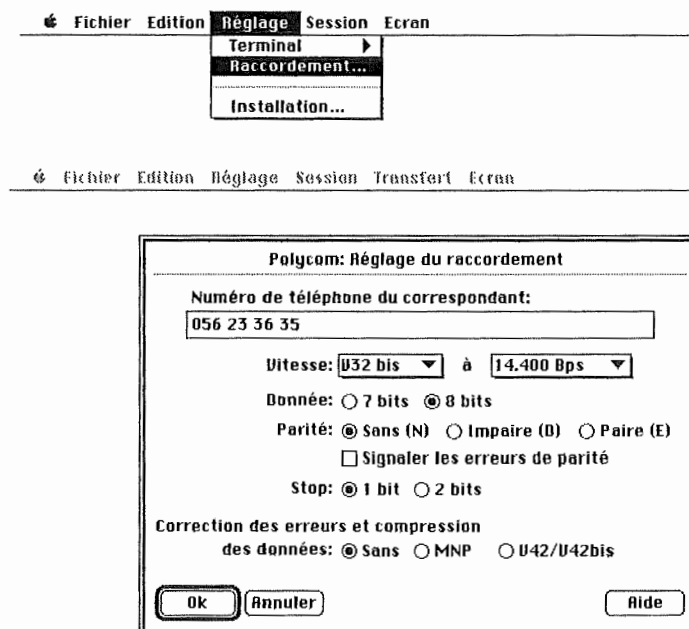 Fichier Edition Réglage Session Ecran
Terminal
Raccordement...
Installation...
Fichier Edition Réglage Session Transfert Ecran
Polycom: Réglage du raccordement
Numéro de téléphone du correspondant:
056 23 36 35
Vitesse: V32 bis à 14.400 Bps
Donnée: 7 bits 8 bits
Parité: Sans (N) Impaire (O) Paire (E)
Signaler les erreurs de parité
Stop: 1 bit 2 bits
Correction des erreurs et compression
des données: Sans MNP V42/V42bis
Ok Annuler Aide